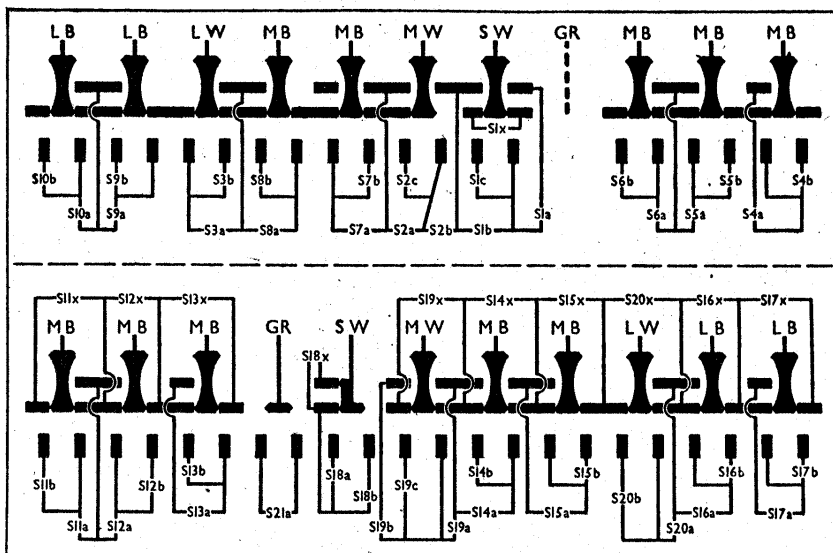 LB LB LW MB MB MW SW GR MB MB MB
S1x
S10b S9b S3b S8b S7b S2c S1c S6b S5b S4b
S10a S9a S3a S8a S7a S2a S2b S1b S1a S6a S5a S4a
S11x S12x S13x S19x S14x S15x S20x S16x S17x
MB MB MB GR SW MW MB MB LW LB LB
S18x
S11b S12b S13b S18a S18b S19c S14b S15b S20b S16b S17b
S11a S12a S13a S21a S19b S19a S14a S15a S20a S16a S17a